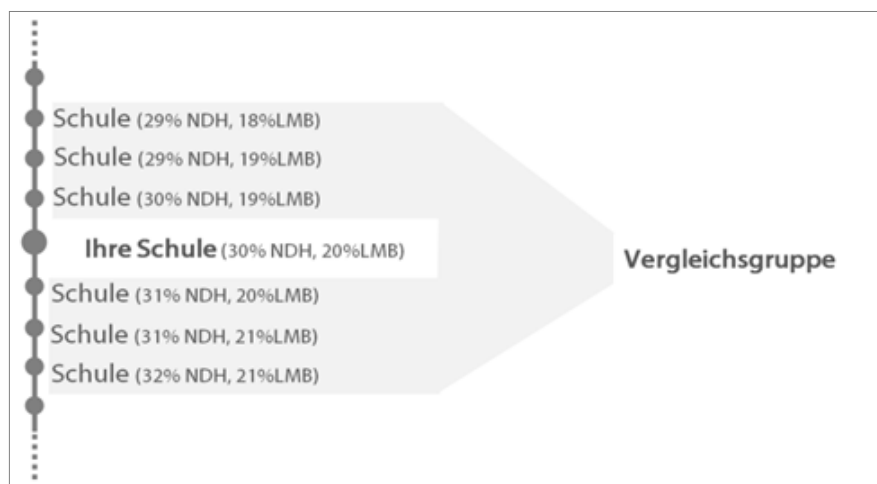 Schule (29% NDH, 18%LMB)
Schule (29% NDH, 19%LMB)
Schule (30% NDH, 19%LMB)
Ihre Schule (30% NDH, 20%LMB)
Vergleichsgruppe
Schule (31% NDH, 20%LMB)
Schule (31% NDH, 21%LMB)
Schule (32% NDH, 21%LMB)